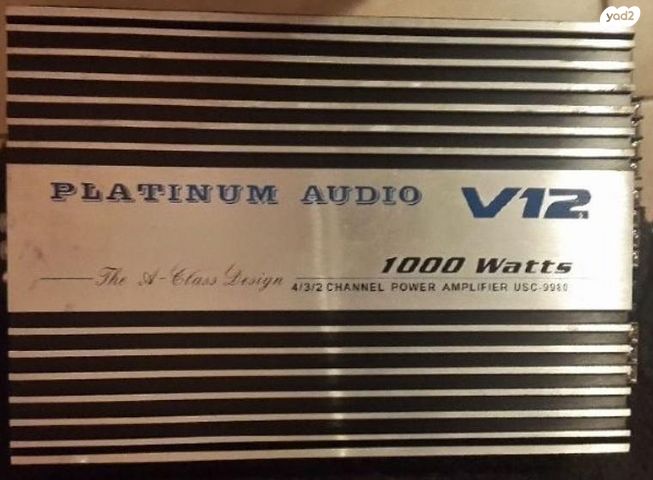 yad2
PLATINUM AUDIO V12
1000 Watts
The A-Class Design
4/3/2 CHANNEL POWER AMPLIFIER USC-9980